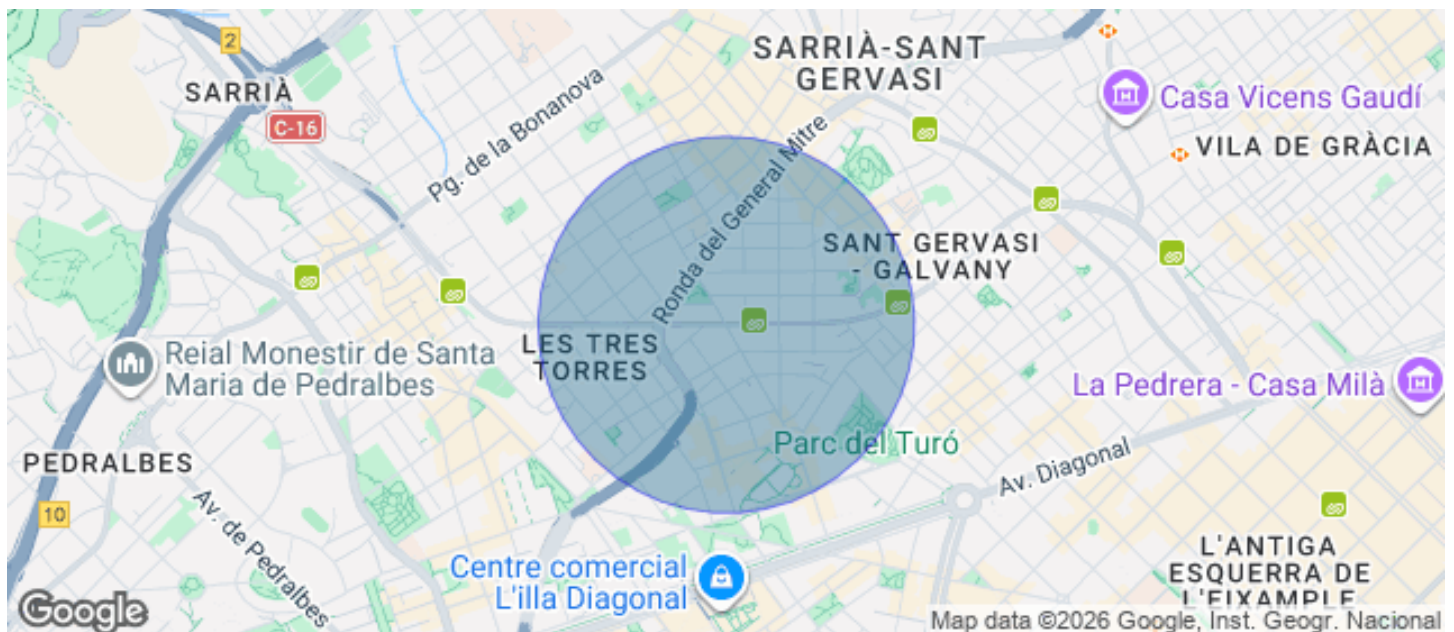 2
SARRIÀ
C-16
Pg. de la Bonanova
SARRIÀ-SANT
GERVASI
Casa Vicens Gaudí
VILA DE GRÀCIA
Ronda del General Mitre
SANT GERVASI
- GALVANY
LES TRES
TORRES
Reial Monestir de Santa
Maria de Pedralbes
La Pedrera - Casa Milà
Parc del Turó
PEDRALBES
Av. Diagonal
10
Av. de Pedralbes
Centre comercial
L'illa Diagonal
L'ANTIGA
ESQUERRA DE
L'EIXAMPLE
Google
Map data ©2026 Google, Inst. Geogr. Nacional